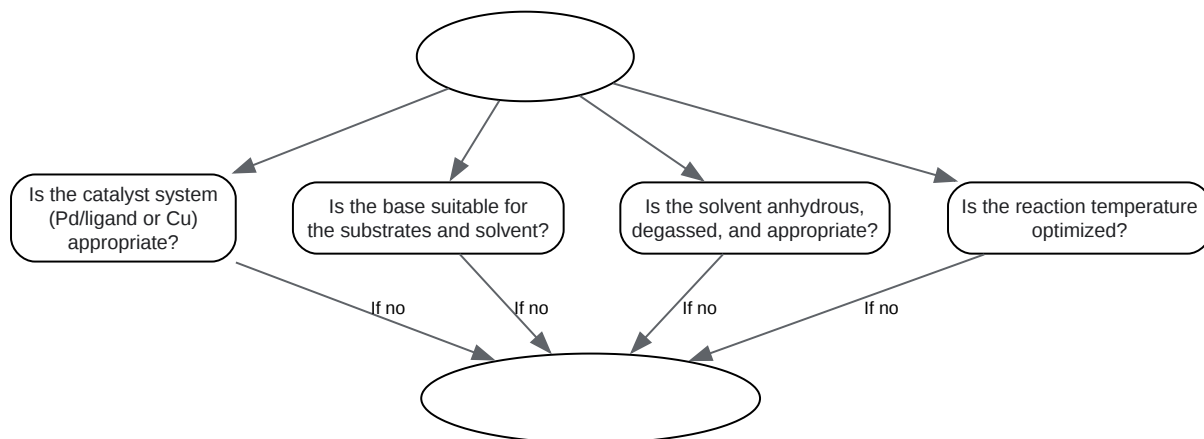 Is the catalyst system
(Pd/ligand or Cu)
appropriate?
Is the base suitable for
the substrates and solvent?
Is the solvent anhydrous,
degassed, and appropriate?
Is the reaction temperature
optimized?
If no
If no
If no
If no